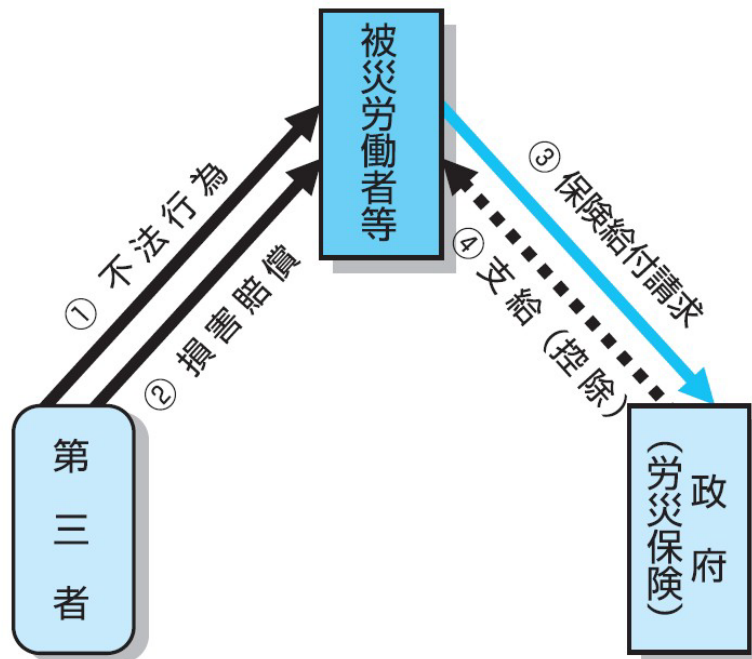 被災労働者等
① 不法行為
② 損害賠償
③ 保険給付請求
④ 支給(控除)
第三者
政府
(労災保険)